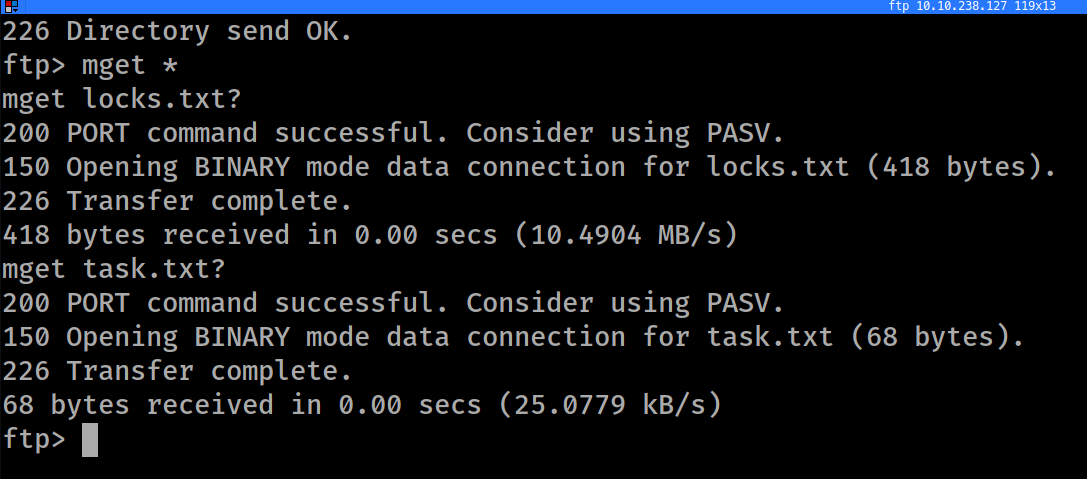 ftp 10.10.238.127 119x13
226 Directory send OK.
ftp> mget *
mget locks.txt?
200 PORT command successful. Consider using PASV.
150 Opening BINARY mode data connection for locks.txt (418 bytes).
226 Transfer complete.
418 bytes received in 0.00 secs (10.4904 MB/s)
mget task.txt?
200 PORT command successful. Consider using PASV.
150 Opening BINARY mode data connection for task.txt (68 bytes).
226 Transfer complete.
68 bytes received in 0.00 secs (25.0779 kB/s)
ftp>